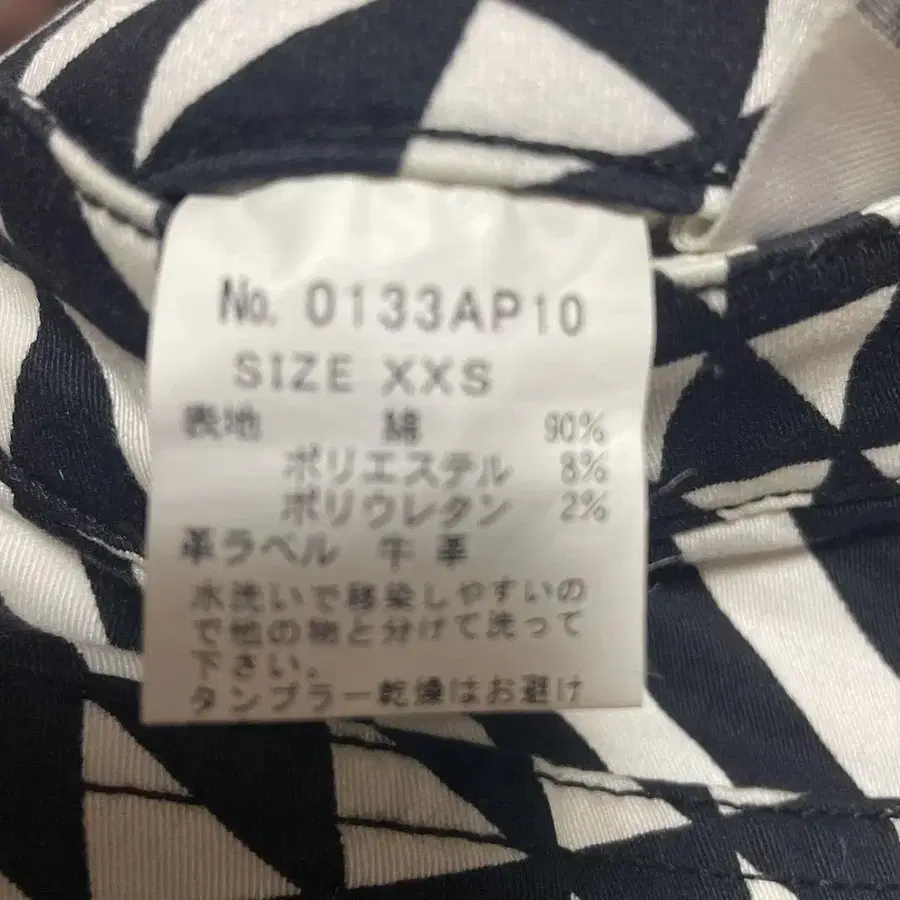 No. 0133AP10
SIZE XXS
表地 綿 90%
ポリエステル 8%
ポリウレタン 2%
革ラベル 牛革
水洗いで移染しやすいの
で他の物と分けて洗って
下さい。
タンブラー乾燥はお避け